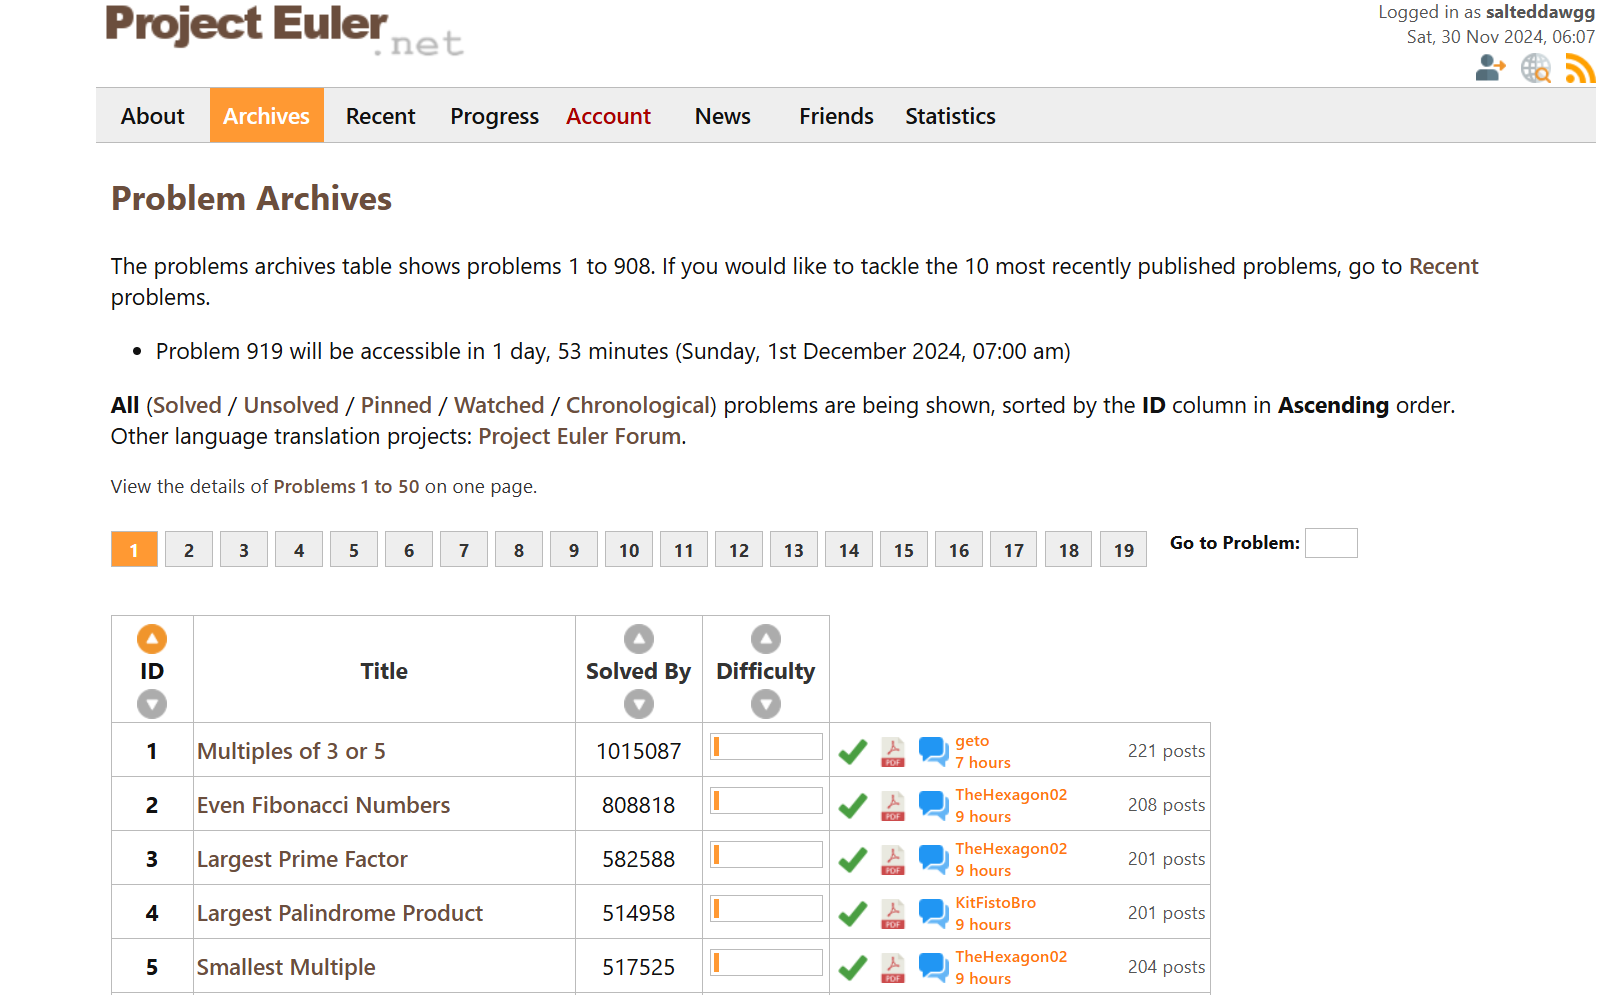 Project Euler
.net
Logged in as salteddawgg
Sat, 30 Nov 2024, 06:07
About Archives Recent Progress Account News Friends Statistics
Problem Archives
The problems archives table shows problems 1 to 908. If you would like to tackle the 10 most recently published problems, go to Recent
problems.
• Problem 919 will be accessible in 1 day, 53 minutes (Sunday, 1st December 2024, 07:00 am)
All (Solved / Unsolved / Pinned / Watched / Chronological) problems are being shown, sorted by the ID column in Ascending order.
Other language translation projects: Project Euler Forum.
View the details of Problems 1 to 50 on one page.
1 2 3 4 5 6 7 8 9 10 11 12 13 14 15 16 17 18 19 Go to Problem:
ID Title Solved By Difficulty
1 Multiples of 3 or 5 1015087 PDF geto 221 posts
7 hours
2 Even Fibonacci Numbers 808818 PDF TheHexagon02 208 posts
9 hours
3 Largest Prime Factor 582588 PDF TheHexagon02 201 posts
9 hours
4 Largest Palindrome Product 514958 PDF KitFistoBro 201 posts
9 hours
5 Smallest Multiple 517525 PDF TheHexagon02 204 posts
9 hours